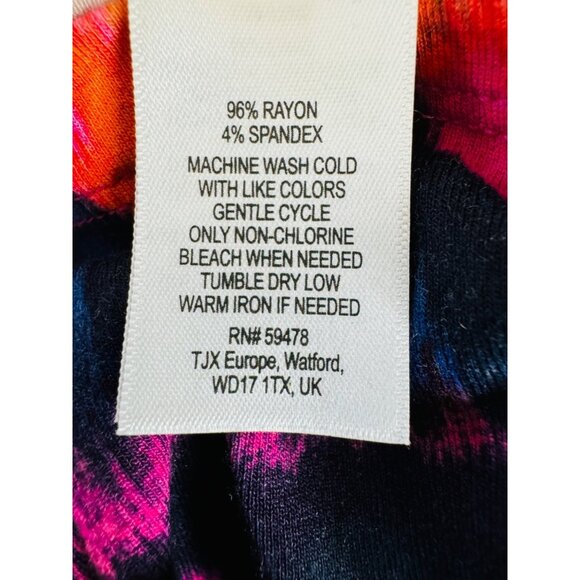 96% RAYON
4% SPANDEX
MACHINE WASH COLD
WITH LIKE COLORS
GENTLE CYCLE
ONLY NON-CHLORINE
BLEACH WHEN NEEDED
TUMBLE DRY LOW
WARM IRON IF NEEDED
RN# 59478
TJX Europe, Watford,
WD17 1TX, UK